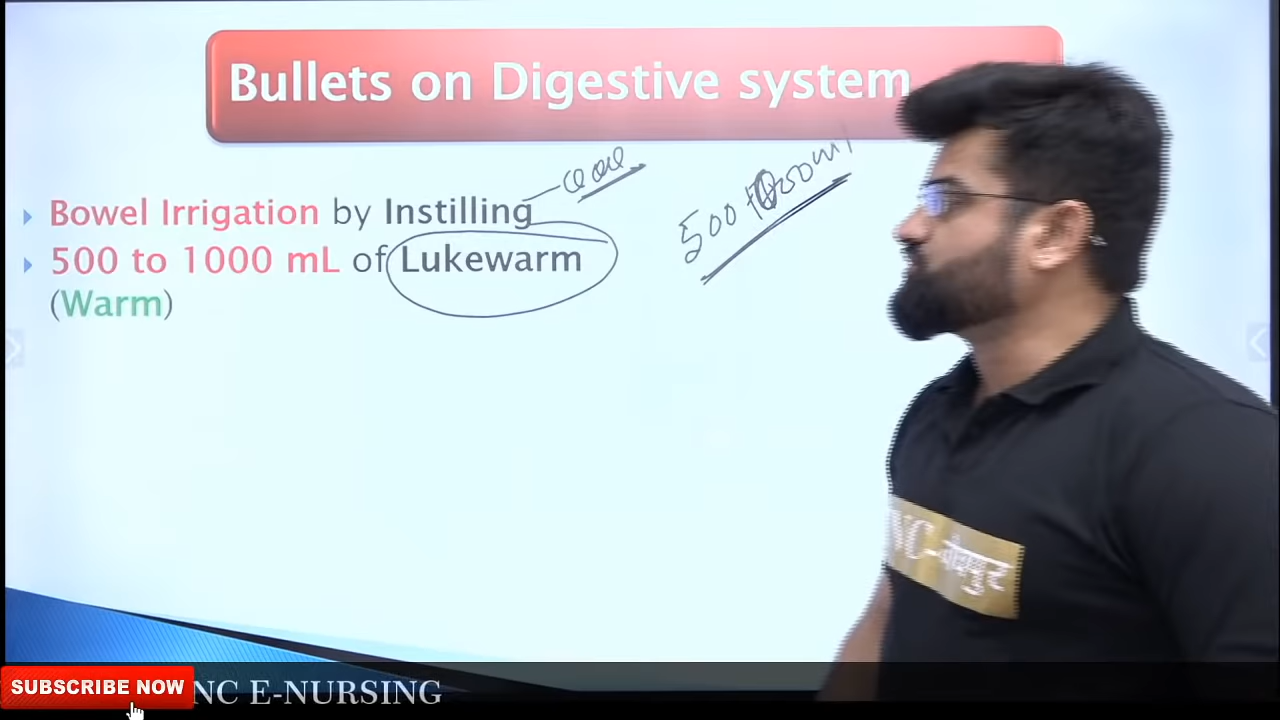 Bullets on Digestive system
Bowel Irrigation by Instilling
500 to 1000 mL of Lukewarm
(Warm)
SUBSCRIBE NOW
NC E-NURSING